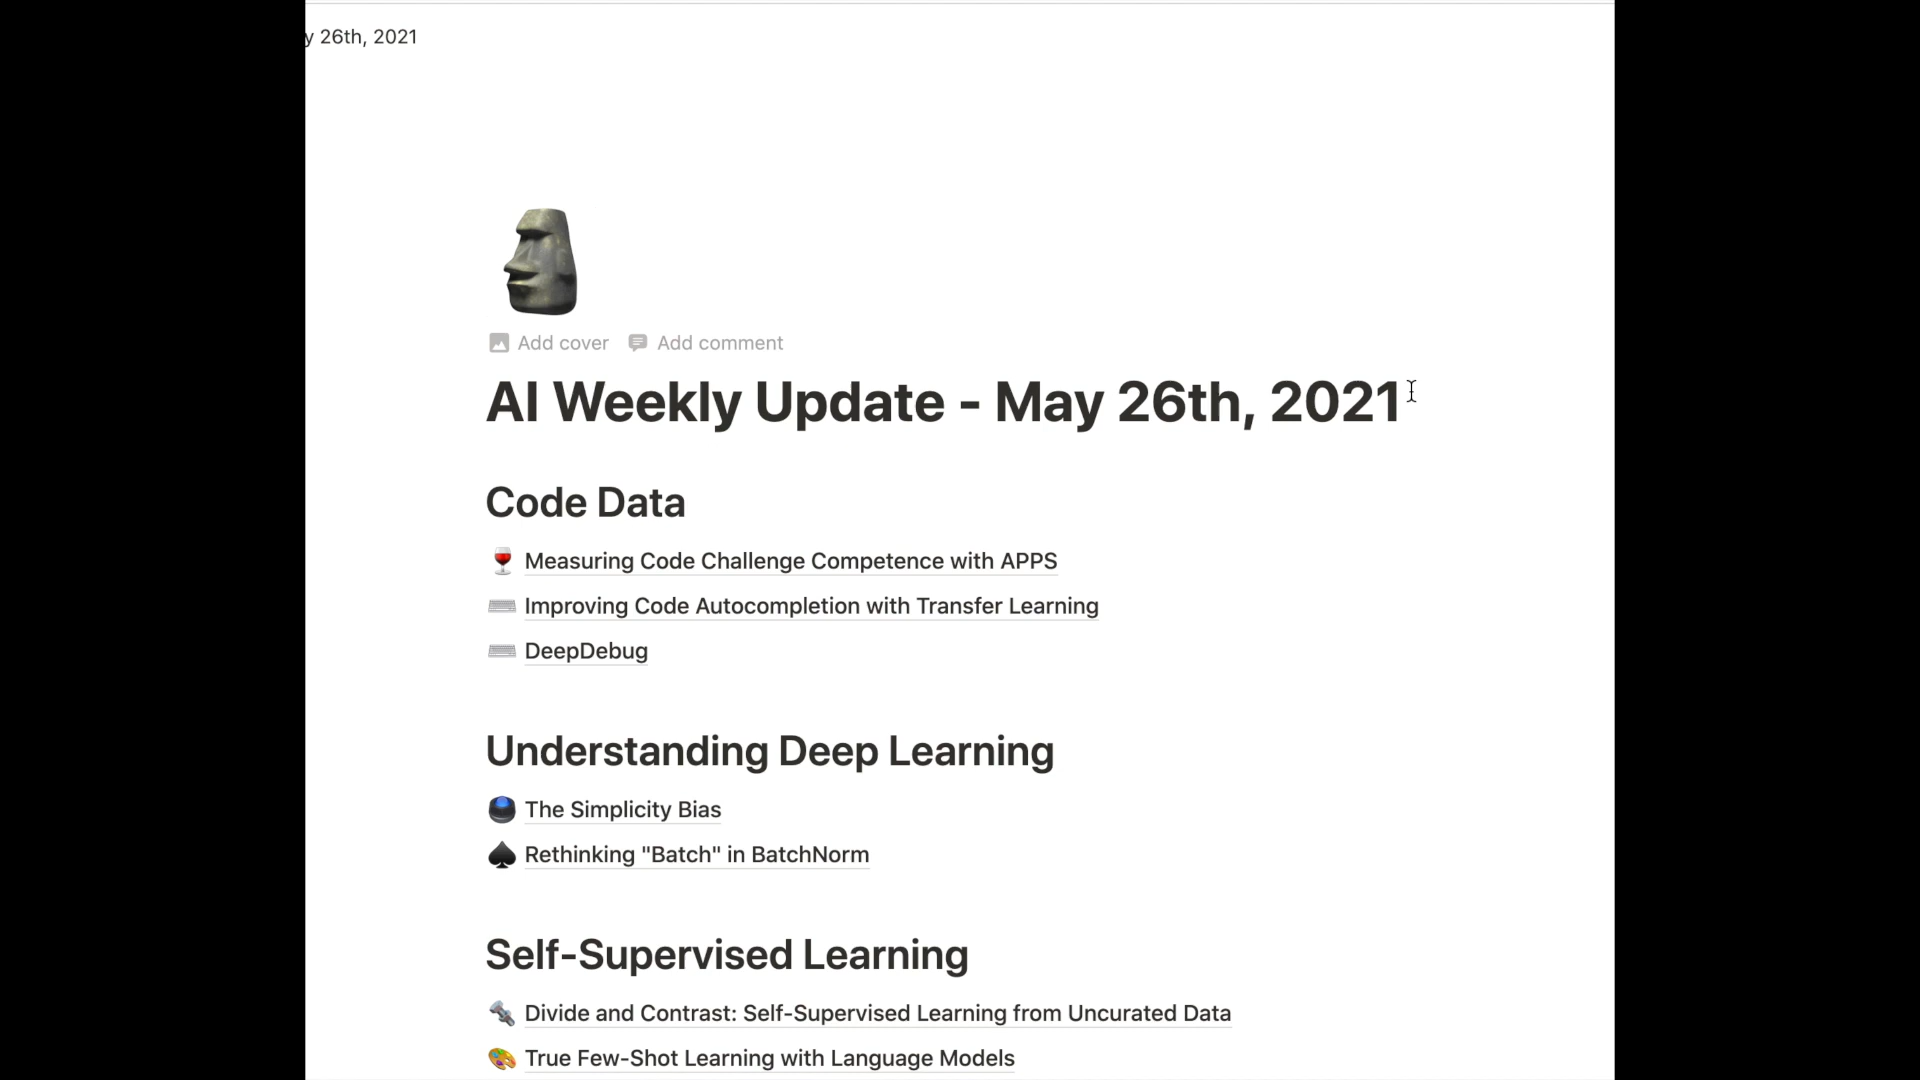 y 26th, 2021
Add cover Add comment
AI Weekly Update - May 26th, 2021
Code Data
Measuring Code Challenge Competence with APPS
Improving Code Autocompletion with Transfer Learning
DeepDebug
Understanding Deep Learning
The Simplicity Bias
Rethinking "Batch" in BatchNorm
Self-Supervised Learning
Divide and Contrast: Self-Supervised Learning from Uncurated Data
True Few-Shot Learning with Language Models